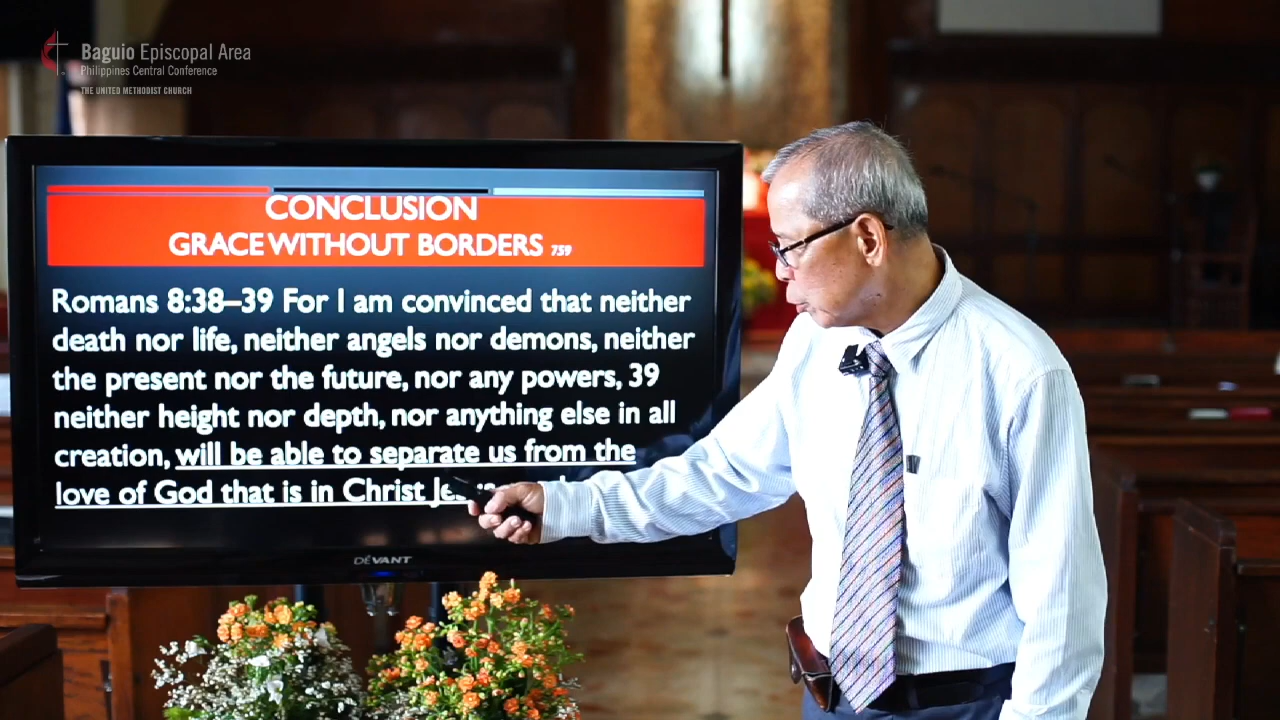 Baguio Episcopal Area
Philippines Central Conference
THE UNITED METHODIST CHURCH
CONCLUSION
GRACE WITHOUT BORDERS 759
Romans 8:38–39 For I am convinced that neither
death nor life, neither angels nor demons, neither
the present nor the future, nor any powers, 39
neither height nor depth, nor anything else in all
creation, will be able to separate us from the
love of God that is in Christ
DEVANT